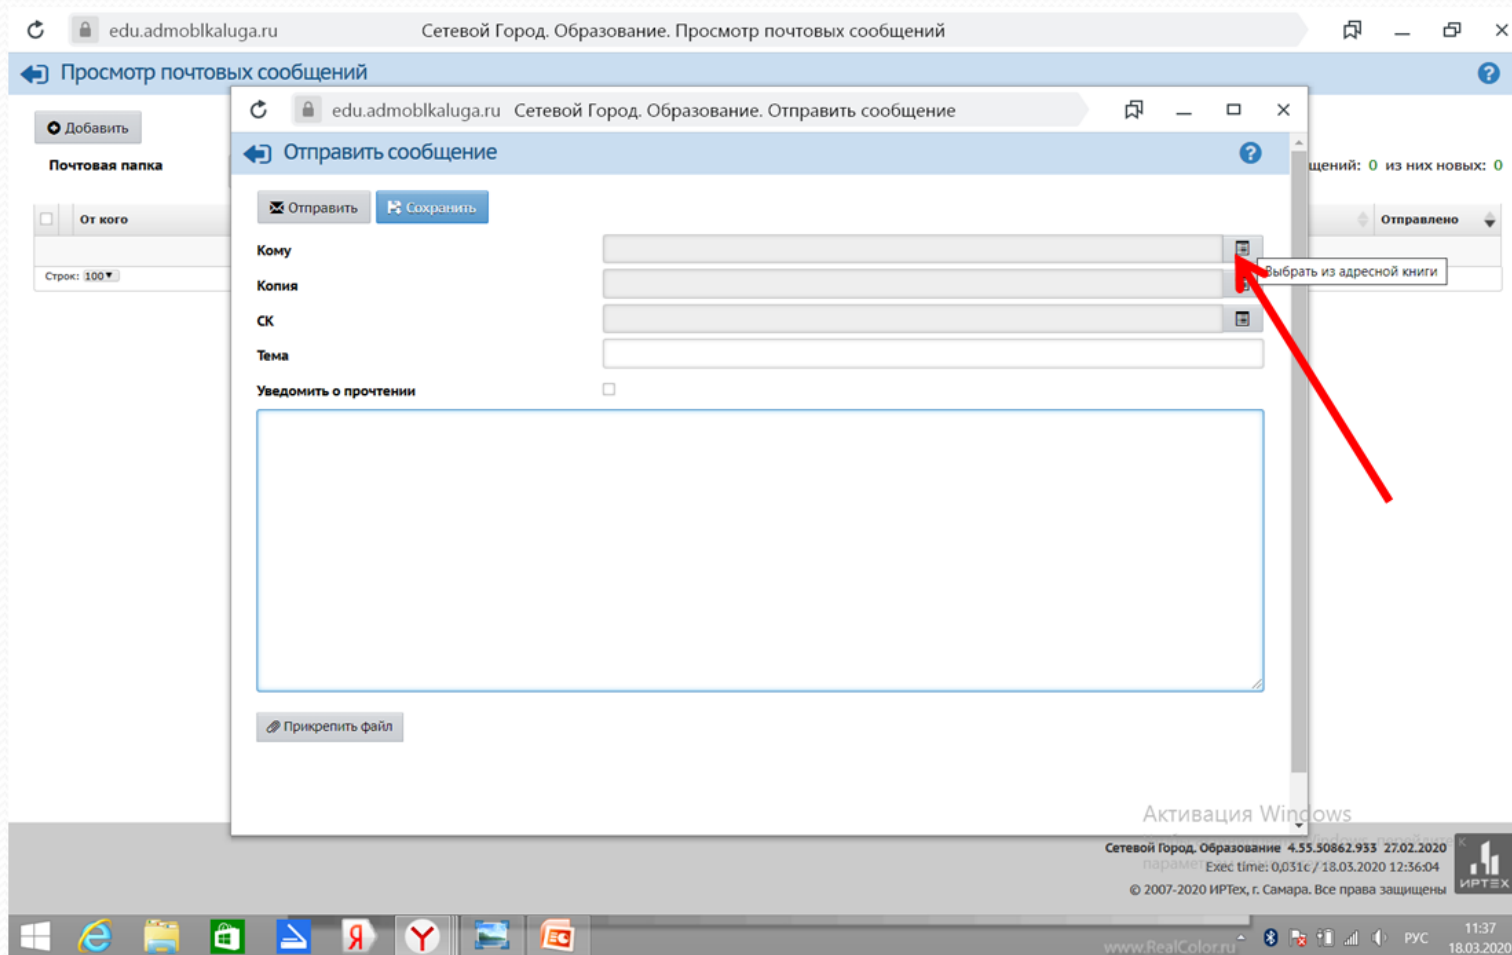 edu.admoblkaluga.ru Сетевой Город. Образование. Просмотр почтовых сообщений
Просмотр почтовых сообщений
edu.admoblkaluga.ru Сетевой Город. Образование. Отправить сообщение
Добавить
Отправить сообщение
Почтовая папка
щений: 0 из них новых: 0
Отправить Сохранить
От кого
Отправлено
Кому
Выбрать из адресной книги
Строк: 100
Копия
СК
Тема
Уведомить о прочтении
Прикрепить файл
Активация Windows
Сетевой Город. Образование 4.55.50862.933 27.02.2020
Exec time: 0,031с / 18.03.2020 12:36:04
© 2007-2020 ИРТех, г. Самара. Все права защищены
ИРТЕХ
www.RealColor.ru
РУС
11:37
18.03.2020